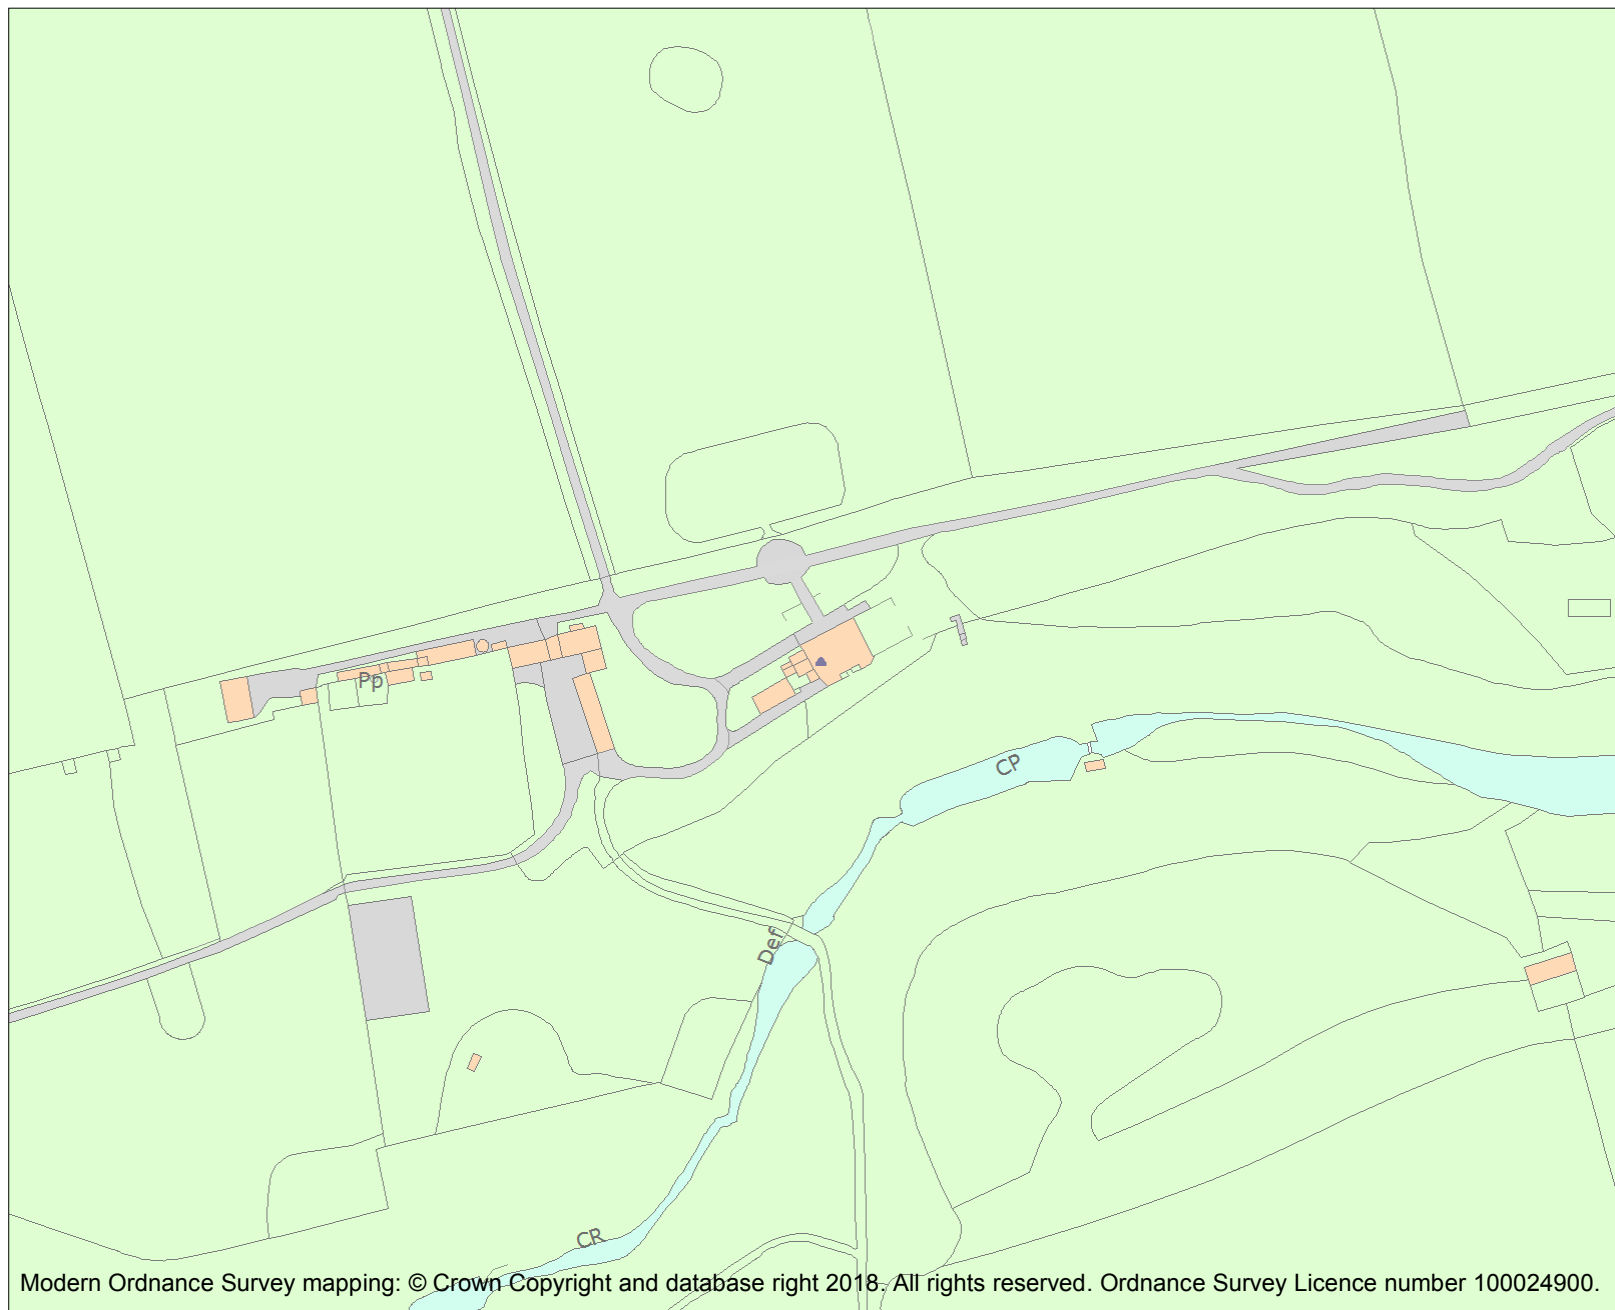 Pp
CP
Def
CR
Modern Ordnance Survey mapping: © Crown Copyright and database right 2018. All rights reserved. Ordnance Survey Licence number 100024900.